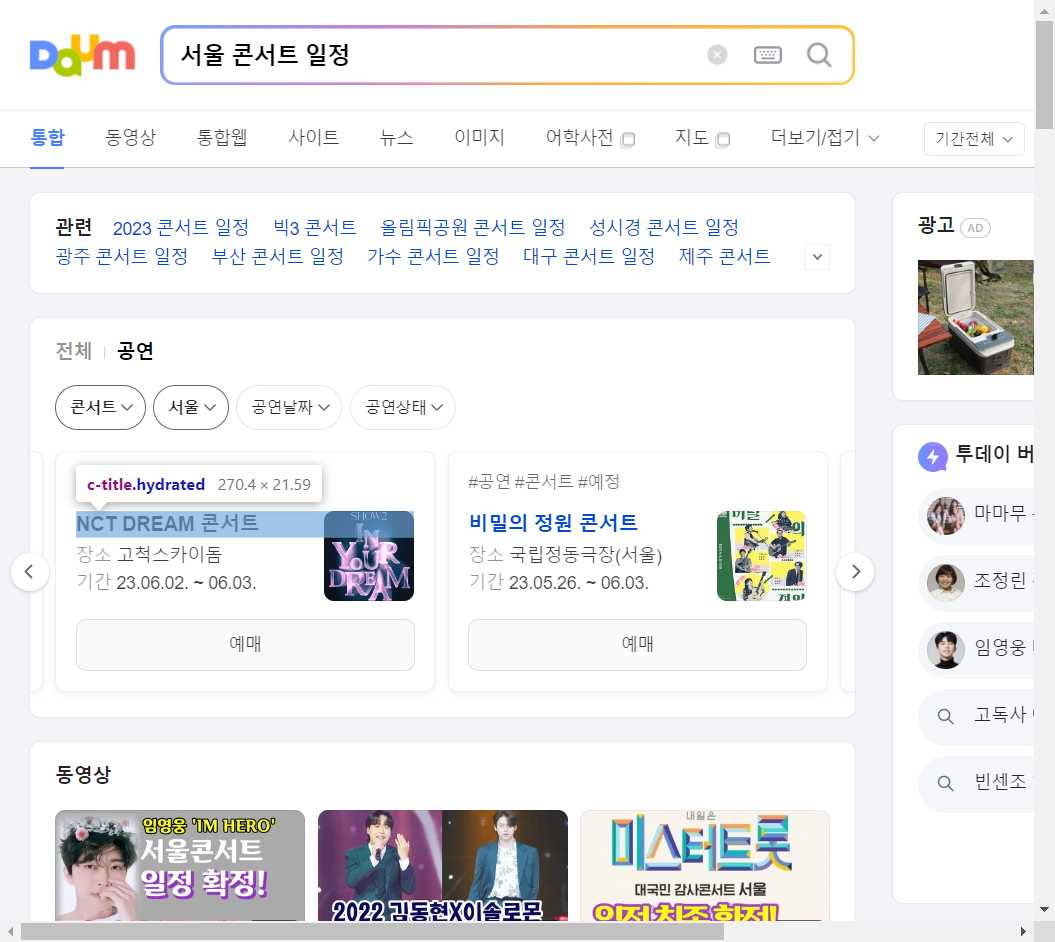 Daum
서울 콘서트 일정
통합 동영상 통합웹 사이트 뉴스 이미지 어학사전 지도 더보기/접기 기간전체
관련 2023 콘서트 일정 빅3 콘서트 올림픽공원 콘서트 일정 성시경 콘서트 일정
광주 콘서트 일정 부산 콘서트 일정 가수 콘서트 일정 대구 콘서트 일정 제주 콘서트
전체 공연
콘서트 서울 공연날짜 공연상태
c-title.hydrated 270.4 × 21.59
NCT DREAM 콘서트
장소 고척스카이돔
기간 23.06.02. ~ 06.03.
IN YOUR DREAM
예매
#공연 #콘서트 #예정
비밀의 정원 콘서트
장소 국립정동극장(서울)
기간 23.05.26. ~ 06.03.
예매
동영상
임영웅 'IM HERO'
서울콘서트
일정 확정!
2022 김동현X이솔로몬
내일은
미스터트롯
대국민 감사콘서트 서울
일정 최종 확정!
광고 AD
투데이 버
마마무
조정린
임영웅
고독사
빈센조